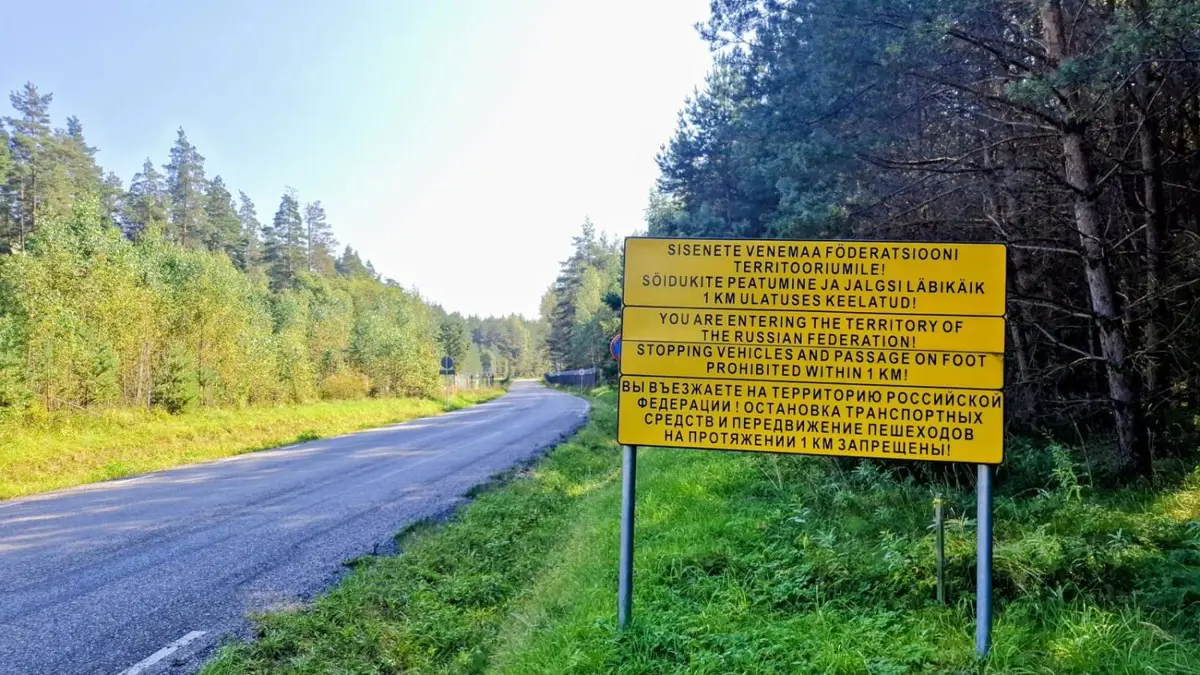 SISENETE VENEMAA FÖDERATSIOONI
TERRITOORIUMILE!
SÕIDUKITE PEATUMINE JA JALGSI LÄBIKÄIK
1 KM ULATUSES KEELATUD!
YOU ARE ENTERING THE TERRITORY OF
THE RUSSIAN FEDERATION!
STOPPING VEHICLES AND PASSAGE ON FOOT
PROHIBITED WITHIN 1 KM!
ВЫ ВЪЕЗЖАЕТЕ НА ТЕРРИТОРИЮ РОССИЙСКОЙ
ФЕДЕРАЦИИ! ОСТАНОВКА ТРАНСПОРТНЫХ
СРЕДСТВ И ПЕРЕДВИЖЕНИЕ ПЕШЕХОДОВ
НА ПРОТЯЖЕНИИ 1 КМ ЗАПРЕЩЕНЫ!